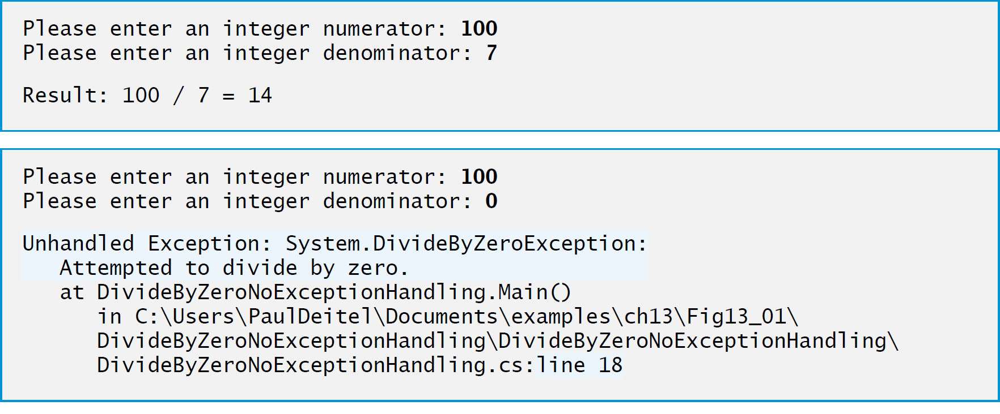 Please enter an integer numerator: 100
Please enter an integer denominator: 7
Result: 100 / 7 = 14
Please enter an integer numerator: 100
Please enter an integer denominator: 0
Unhandled Exception: System.DivideByZeroException:
Attempted to divide by zero.
at DivideByZeroNoExceptionHandling.Main()
in C:\Users\PaulDeitel\Documents\examples\ch13\Fig13_01\
DivideByZeroNoExceptionHandling\DivideByZeroNoExceptionHandling\
DivideByZeroNoExceptionHandling.cs:line 18